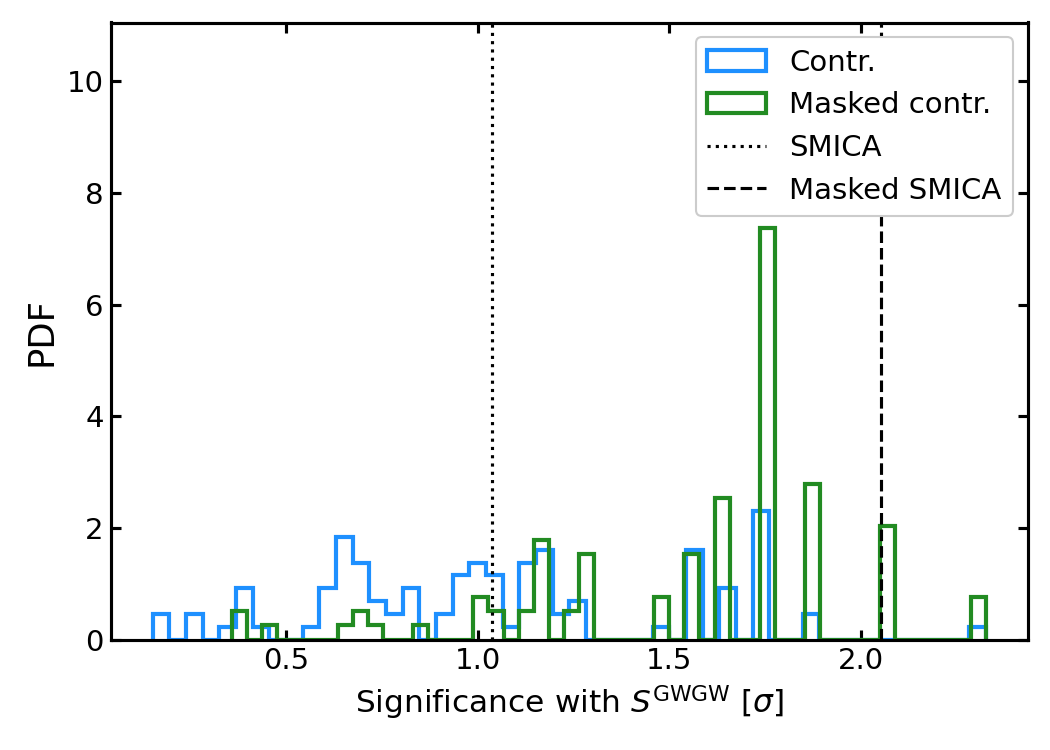 Contr.
Masked contr.
SMICA
Masked SMICA
PDF
10
8
6
4
2
0
0.5 1.0 1.5 2.0
Significance with S^GWGW [σ]